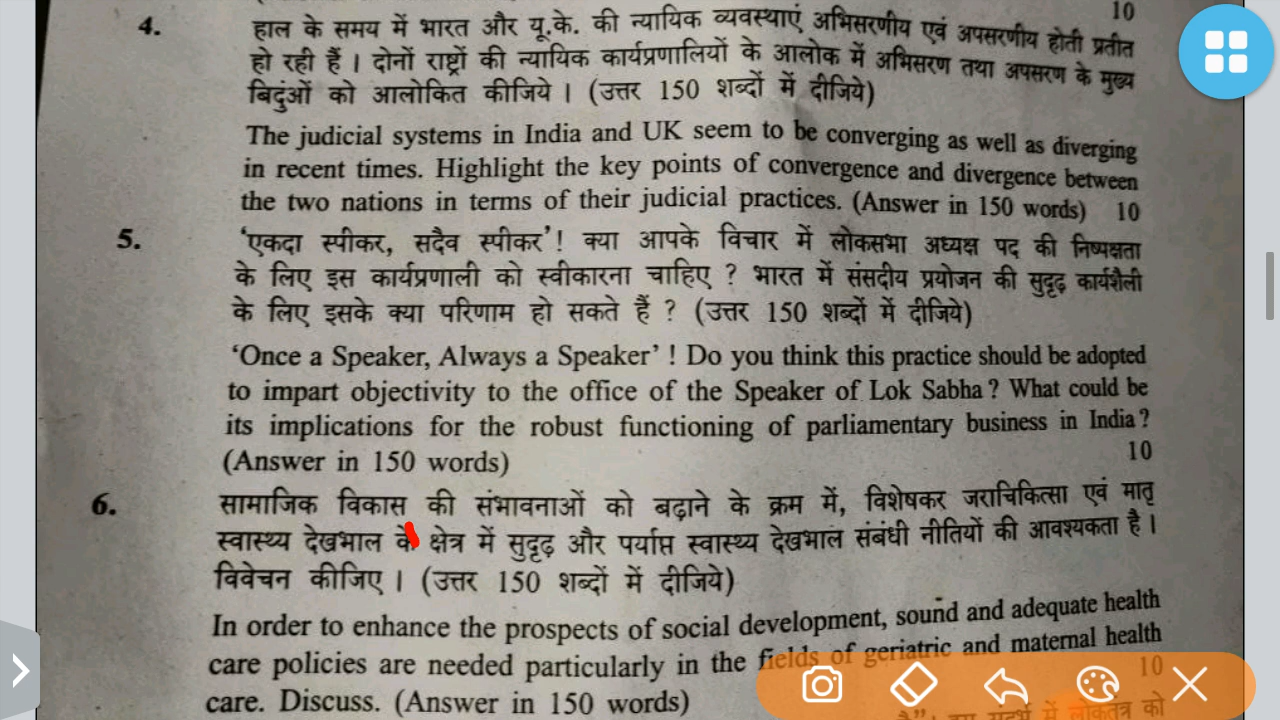 10
4. हाल के समय में भारत और यू.के. की न्यायिक व्यवस्थाएं अभिसरणीय एवं अपसरणीय होती प्रतीत
हो रही हैं । दोनों राष्ट्रों की न्यायिक कार्यप्रणालियों के आलोक में अभिसरण तथा अपसरण के मुख्य
बिदुंओं को आलोकित कीजिये । (उत्तर 150 शब्दों में दीजिये)
The judicial systems in India and UK seem to be converging as well as diverging
in recent times. Highlight the key points of convergence and divergence between
the two nations in terms of their judicial practices. (Answer in 150 words) 10
5. 'एकदा स्पीकर, सदैव स्पीकर' ! क्या आपके विचार में लोकसभा अध्यक्ष पद की निष्पक्षता
के लिए इस कार्यप्रणाली को स्वीकारना चाहिए ? भारत में संसदीय प्रयोजन की सुदृढ़ कार्यशैली
के लिए इसके क्या परिणाम हो सकते हैं ? (उत्तर 150 शब्दों में दीजिये)
'Once a Speaker, Always a Speaker' ! Do you think this practice should be adopted
to impart objectivity to the office of the Speaker of Lok Sabha ? What could be
its implications for the robust functioning of parliamentary business in India ?
(Answer in 150 words) 10
6. सामाजिक विकास की संभावनाओं को बढ़ाने के क्रम में, विशेषकर जराचिकित्सा एवं मातृ
स्वास्थ्य देखभाल के क्षेत्र में सुदृढ़ और पर्याप्त स्वास्थ्य देखभाल संबंधी नीतियों की आवश्यकता है ।
विवेचन कीजिए । (उत्तर 150 शब्दों में दीजिये)
In order to enhance the prospects of social development, sound and adequate health
care policies are needed particularly in the fields of geriatric and maternal health
care. Discuss. (Answer in 150 words) 10
में लोकतंत्र को